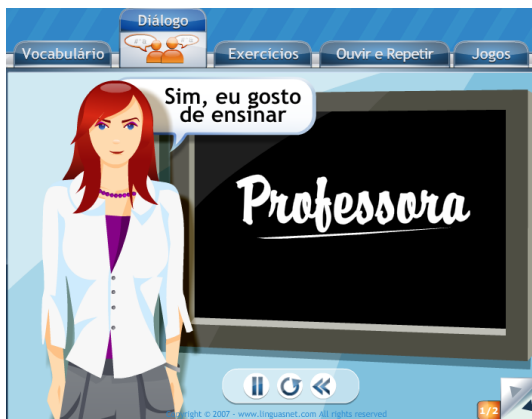 Diálogo
Vocabulário
Exercícios
Ouvir e Repetir
Jogos
Sim, eu gosto
de ensinar
Professora
copyright © 2007 - www.linguasnet.com All rights reserved
1/2